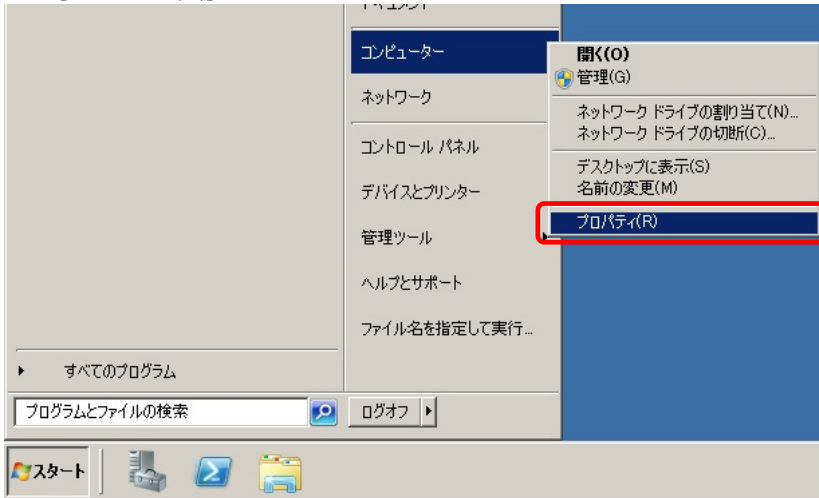 ドキュメント
コンピューター
ネットワーク
コントロール パネル
デバイスとプリンター
管理ツール
ヘルプとサポート
ファイル名を指定して実行...
開く(O)
管理(G)
ネットワーク ドライブの割り当て(N)...
ネットワーク ドライブの切断(C)...
デスクトップに表示(S)
名前の変更(M)
プロパティ(R)
すべてのプログラム
プログラムとファイルの検索
ログオフ
スタート